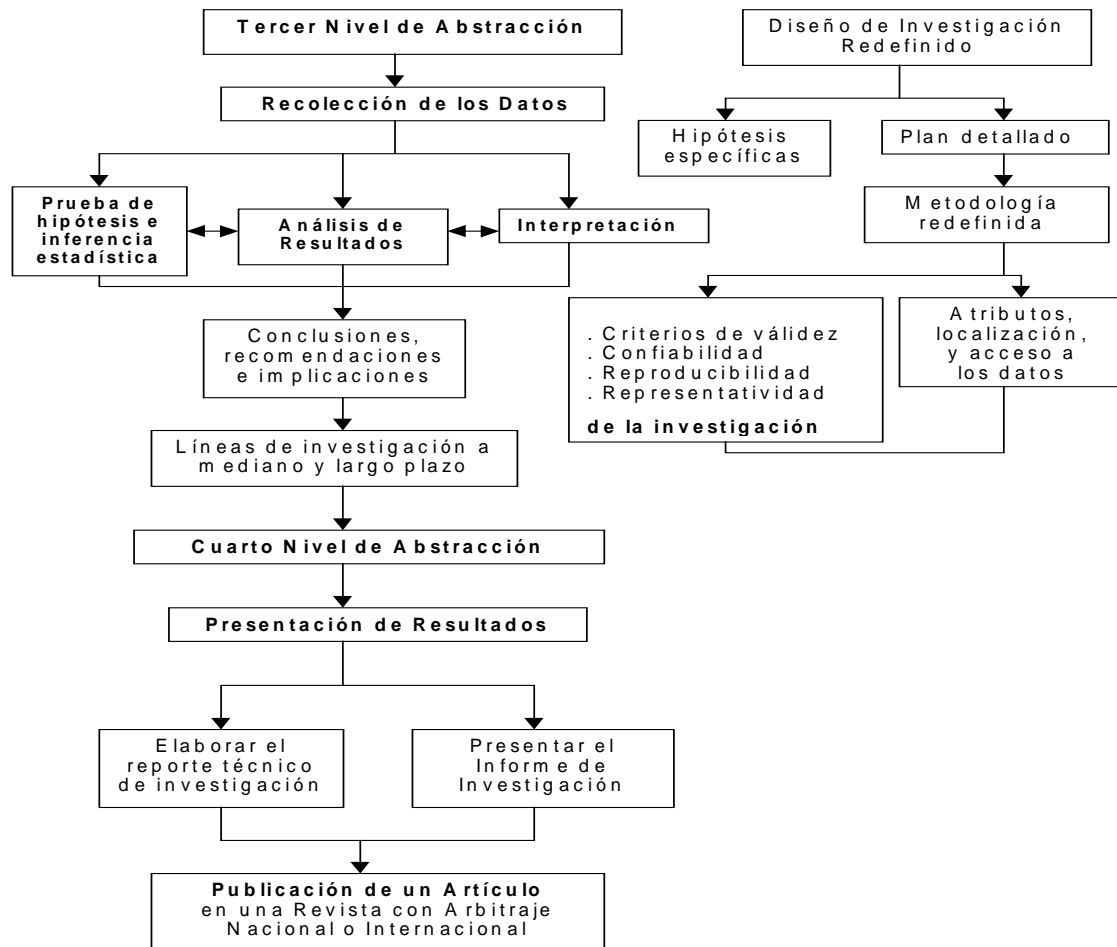 Tercer Nivel de Abstracción
Recolección de los Datos
Prueba de
hipótesis e
inferencia
estadística
Análisis de
Resultados
Interpretación
Conclusiones,
recomendaciones
e implicaciones
Líneas de investigación a
mediano y largo plazo
Cuarto Nivel de Abstracción
Presentación de Resultados
Elaborar el
reporte técnico
de investigación
Presentar el
Informe de
Investigación
Publicación de un Artículo
en una Revista con Arbitraje
Nacional o Internacional
Diseño de Investigación
Redefinido
Hipótesis
específicas
Plan detallado
Metodología
redefinida
. Criterios de válidez
. Confiabilidad
. Reproducibilidad
. Representatividad
de la investigación
Atributos,
localización,
y acceso a
los datos